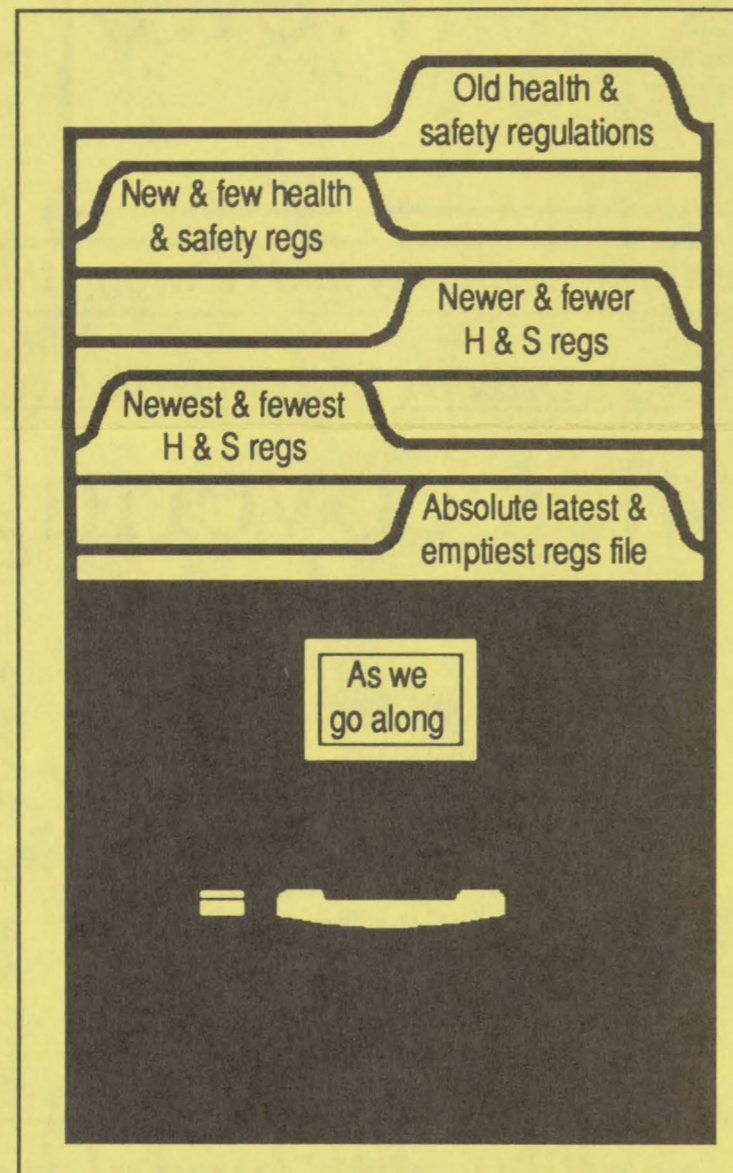 Old health &
safety regulations
New & few health
& safety regs
Newer & fewer
H & S regs
Newest & fewest
H & S regs
Absolute latest &
emptiest regs file
As we
go along